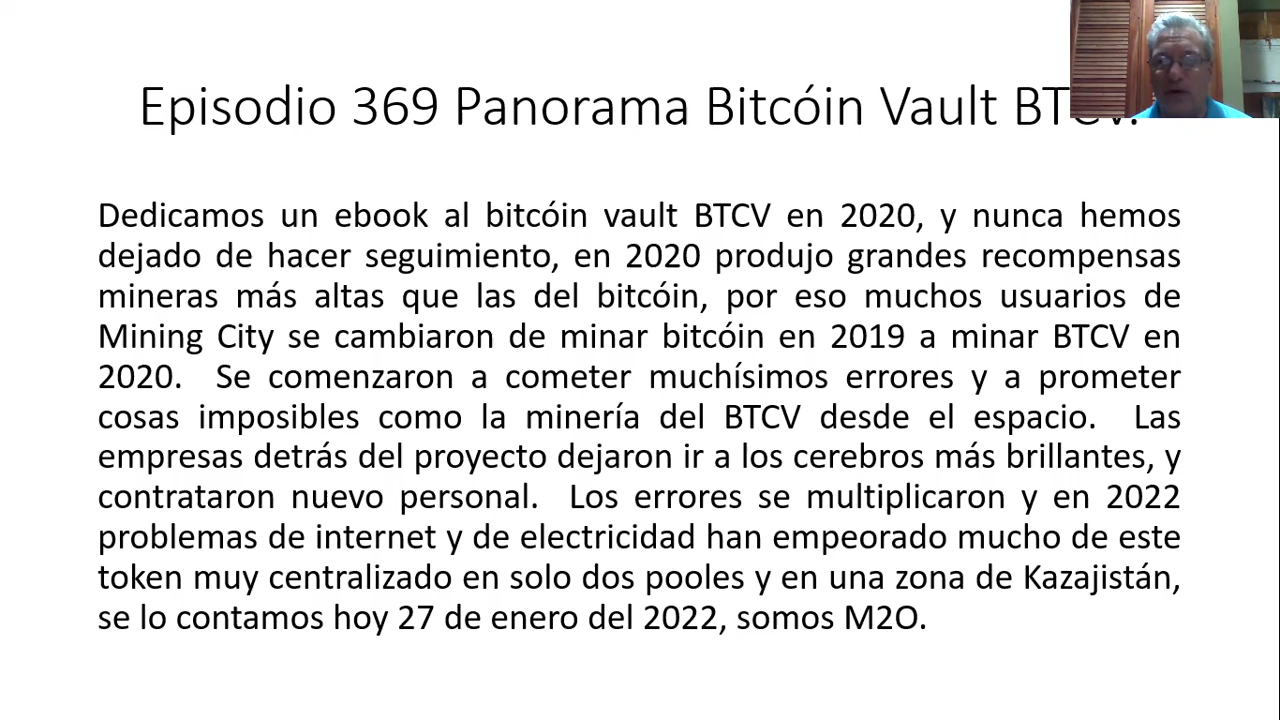 Episodio 369 Panorama Bitcóin Vault BTCV.
Dedicamos un ebook al bitcóin vault BTCV en 2020, y nunca hemos
dejado de hacer seguimiento, en 2020 produjo grandes recompensas
mineras más altas que las del bitcóin, por eso muchos usuarios de
Mining City se cambiaron de minar bitcóin en 2019 a minar BTCV en
2020. Se comenzaron a cometer muchísimos errores y a prometer
cosas imposibles como la minería del BTCV desde el espacio. Las
empresas detrás del proyecto dejaron ir a los cerebros más brillantes, y
contrataron nuevo personal. Los errores se multiplicaron y en 2022
problemas de internet y de electricidad han empeorado mucho de este
token muy centralizado en solo dos pooles y en una zona de Kazajistán,
se lo contamos hoy 27 de enero del 2022, somos M2O.